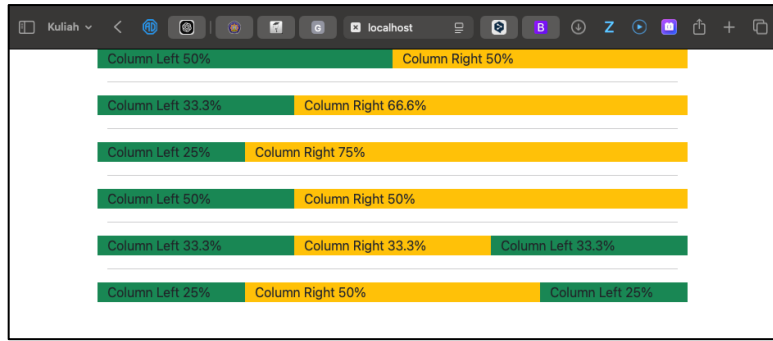 Kuliah
localhost
Column Left 50% Column Right 50%
Column Left 33.3% Column Right 66.6%
Column Left 25% Column Right 75%
Column Left 50% Column Right 50%
Column Left 33.3% Column Right 33.3% Column Left 33.3%
Column Left 25% Column Right 50% Column Left 25%